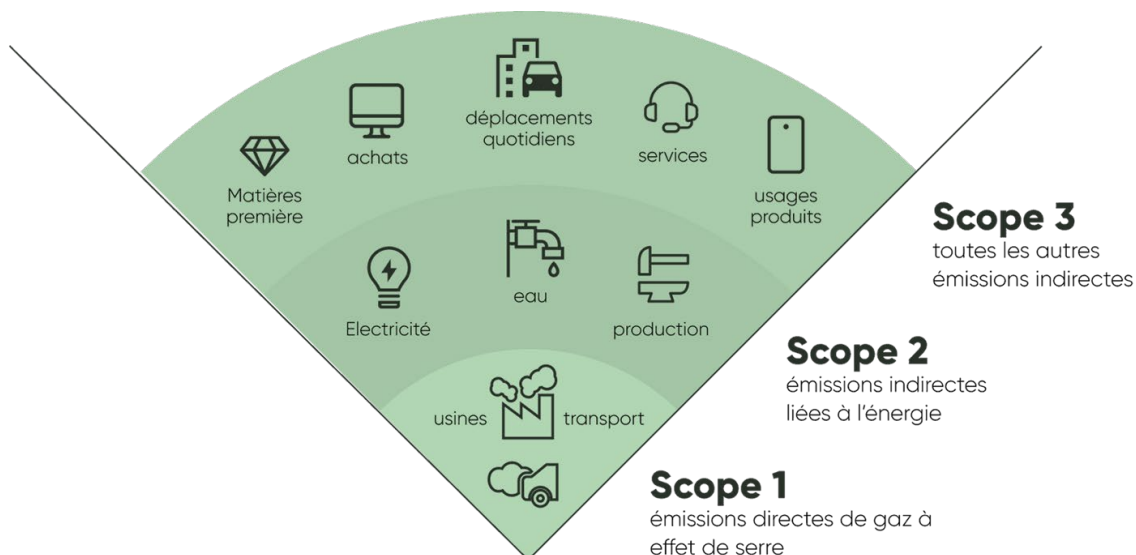 déplacements
quotidiens
achats
services
Matières
première
usages
produits
Scope 3
toutes les autres
émissions indirectes
eau
Electricité
production
Scope 2
émissions indirectes
liées à l'énergie
usines
transport
Scope 1
émissions directes de gaz à
effet de serre